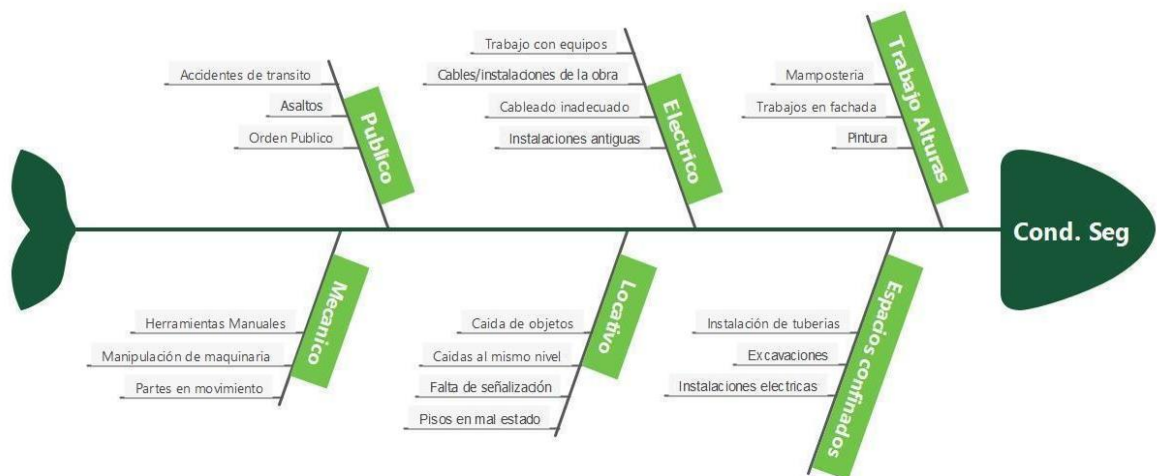 Trabajo con equipos
Cables/instalaciones de la obra
Cableado inadecuado
Instalaciones antiguas
Electrico
Accidentes de transito
Asaltos
Orden Publico
Publico
Mamposteria
Trabajos en fachada
Pintura
Trabajo Alturas
Cond. Seg
Herramientas Manuales
Manipulación de maquinaria
Partes en movimiento
Mecanico
Caida de objetos
Caidas al mismo nivel
Falta de señalización
Pisos en mal estado
Locativo
Instalación de tuberias
Excavaciones
Instalaciones electricas
Espacios confinados